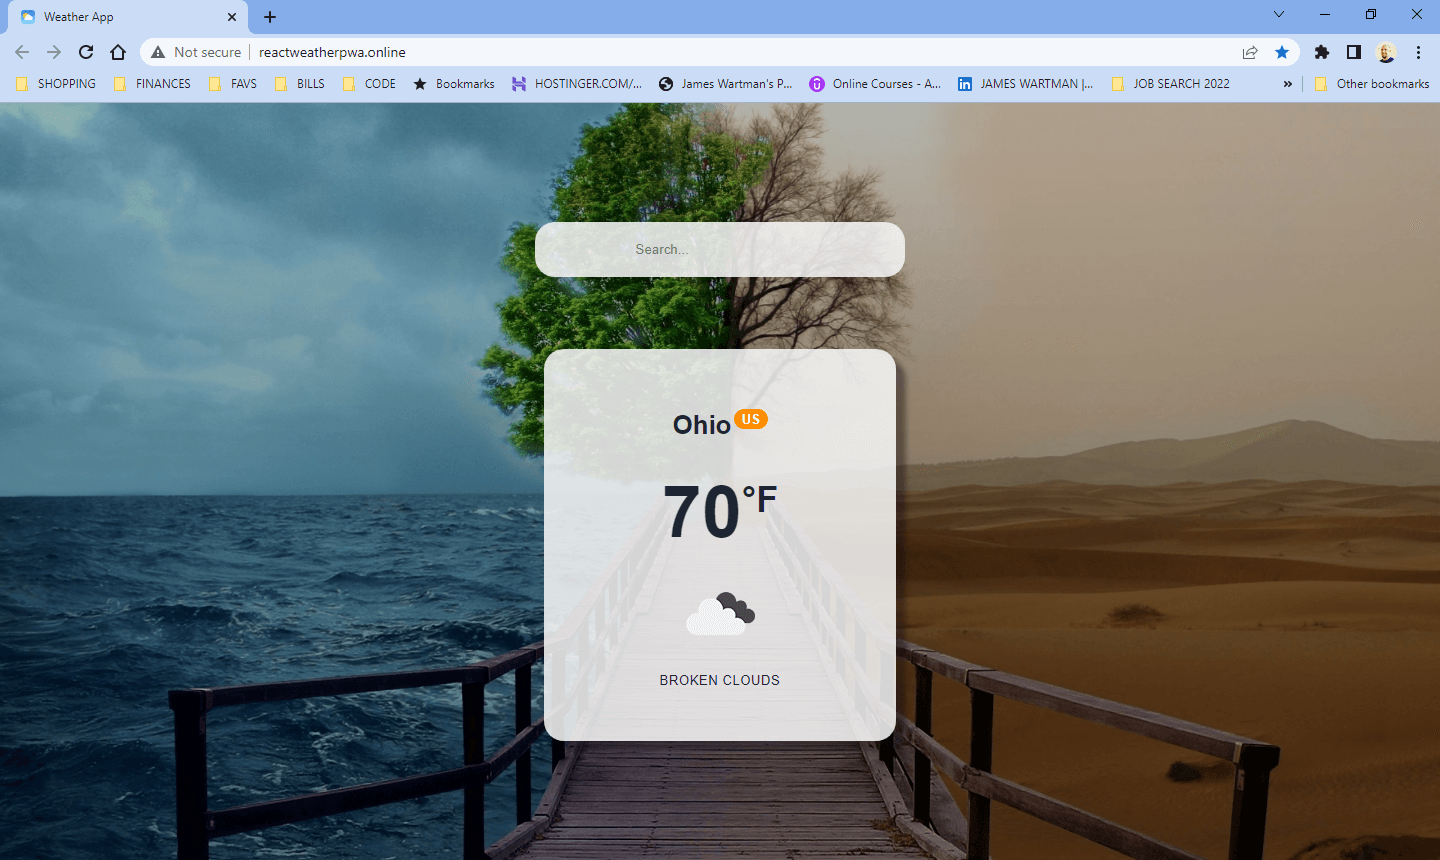 Weather App
Not secure reactweatherpwa.online
SHOPPING FINANCES FAVS BILLS CODE Bookmarks HOSTINGER.COM/... James Wartman's P... Online Courses - A... JAMES WARTMAN |... JOB SEARCH 2022 » Other bookmarks
Search...
Ohio US
70°F
BROKEN CLOUDS